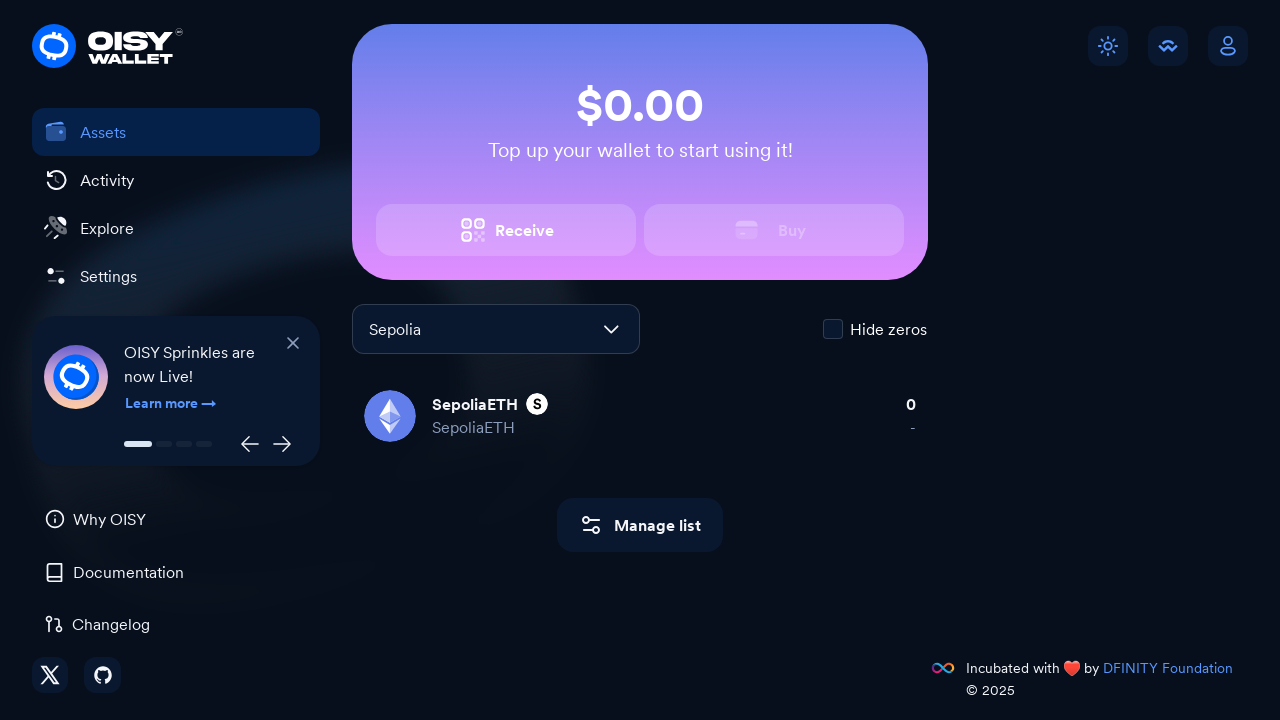 OISY
WALLET
Assets
Activity
Explore
Settings
OISY Sprinkles are
now Live!
Learn more
Why OISY
Documentation
Changelog
$0.00
Top up your wallet to start using it!
Receive
Buy
Sepolia
Hide zeros
SepoliaETH
SepoliaETH
0
-
Manage list
Incubated with ❤️ by DFINITY Foundation
© 2025